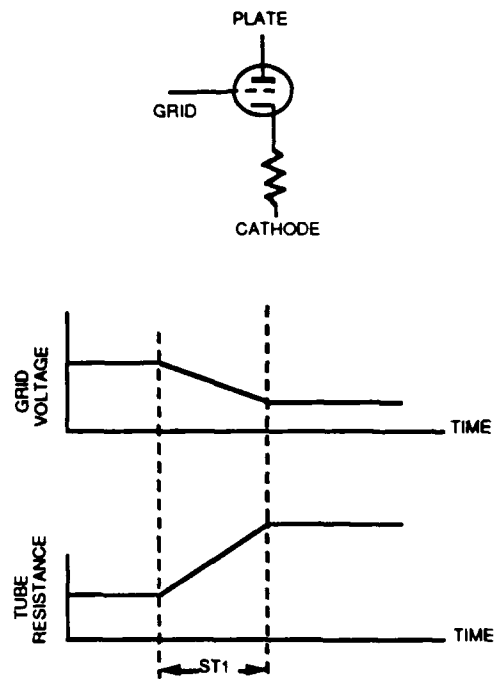 PLATE
GRID
CATHODE
GRID
VOLTAGE
TIME
TUBE
RESISTANCE
TIME
ST1